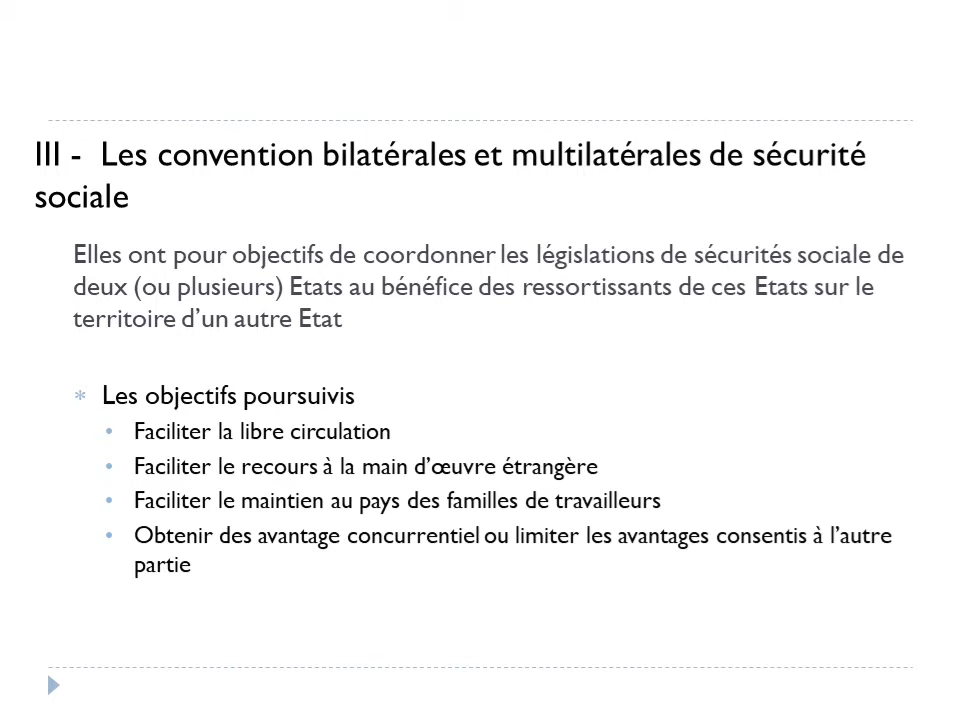 III - Les convention bilatérales et multilatérales de sécurité
sociale
Elles ont pour objectifs de coordonner les législations de sécurités sociale de
deux (ou plusieurs) Etats au bénéfice des ressortissants de ces Etats sur le
territoire d’un autre Etat
* Les objectifs poursuivis
• Faciliter la libre circulation
• Faciliter le recours à la main d’œuvre étrangère
• Faciliter le maintien au pays des familles de travailleurs
• Obtenir des avantage concurrentiel ou limiter les avantages consentis à l’autre
partie